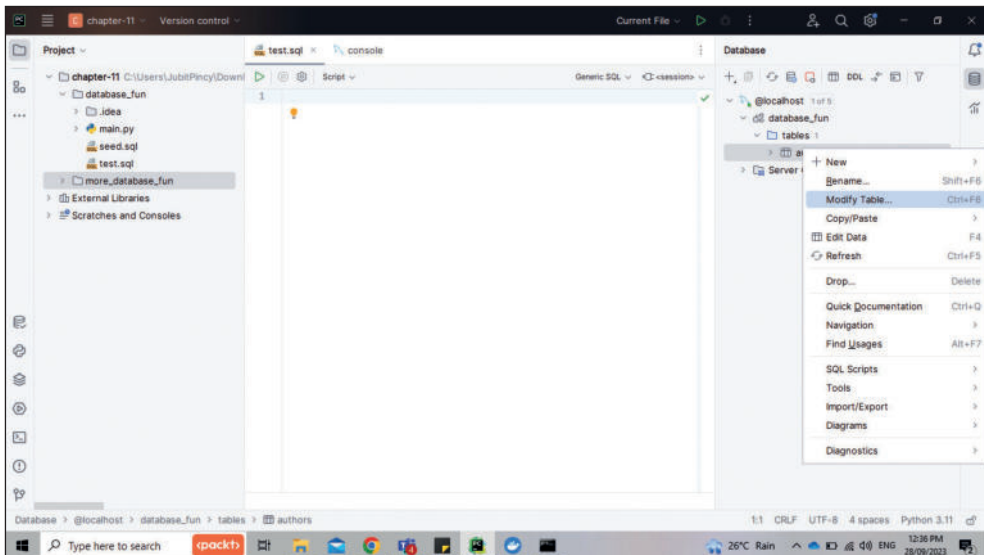 chapter-11
Version control
Current File
Project
test.sql
console
Database
chapter-11 C:\Users\JubitPincy\Downl
Script
Generic SQL
<session>
DDL
database_fun
1
@localhost 1 of 5
.idea
database_fun
main.py
tables 1
seed.sql
test.sql
Server
more_database_fun
External Libraries
Scratches and Consoles
New
Rename... Shift+F6
Modify Table... Ctrl+F6
Copy/Paste
Edit Data F4
Refresh Ctrl+F5
Drop... Delete
Quick Documentation Ctrl+Q
Navigation
Find Usages Alt+F7
SQL Scripts
Tools
Import/Export
Diagrams
Diagnostics
Database > @localhost > database_fun > tables > authors
1:1 CRLF UTF-8 4 spaces Python 3.11
Type here to search
<packt>
26°C Rain
ENG
12:36 PM
28/09/2023
2